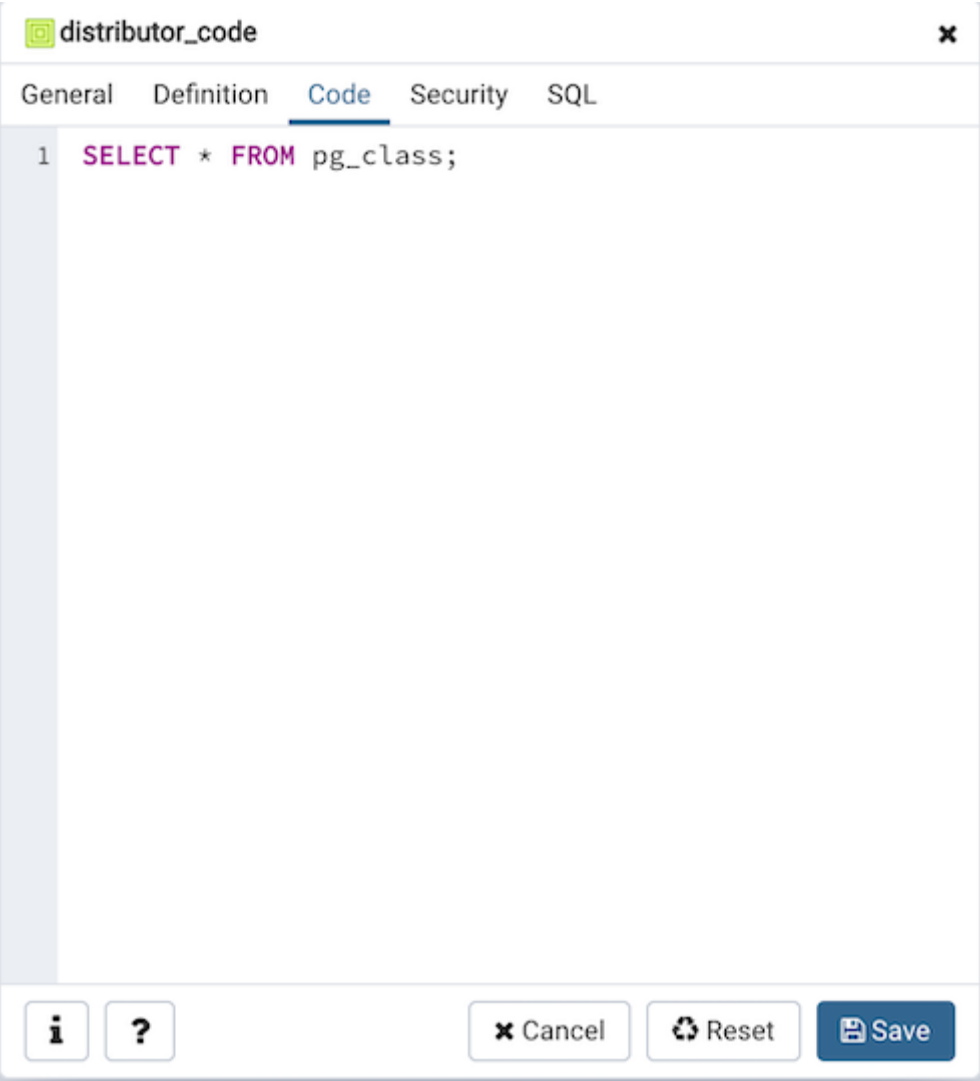 distributor_code
General Definition Code Security SQL
1 SELECT * FROM pg_class;
i ? Cancel Reset Save